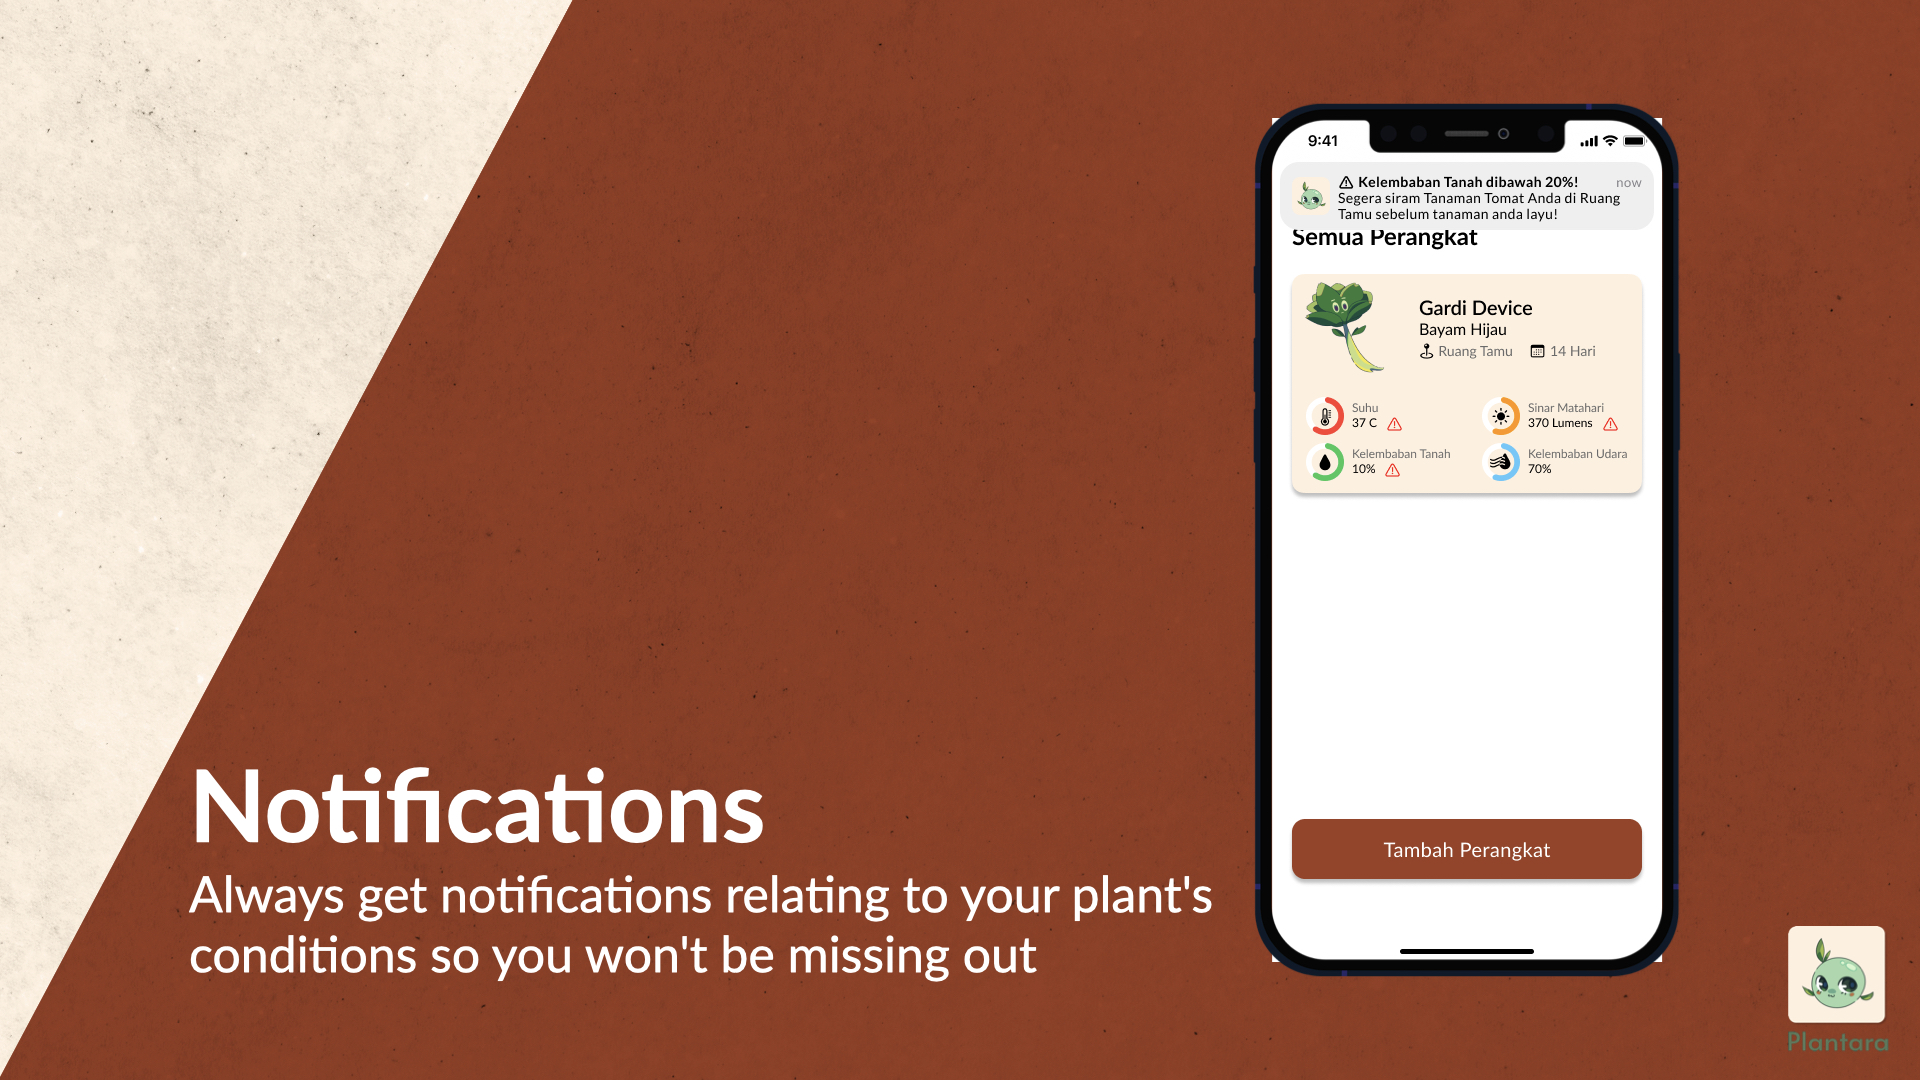 Notifications
Always get notifications relating to your plant's
conditions so you won't be missing out
9:41
Kelembaban Tanah dibawah 20%!
now
Segera siram Tanaman Tomat Anda di Ruang
Tamu sebelum tanaman anda layu!
Semua Perangkat
Gardi Device
Bayam Hijau
Ruang Tamu
14 Hari
Suhu
37 C
Sinar Matahari
370 Lumens
Kelembaban Tanah
10%
Kelembaban Udara
70%
Tambah Perangkat
Plantara